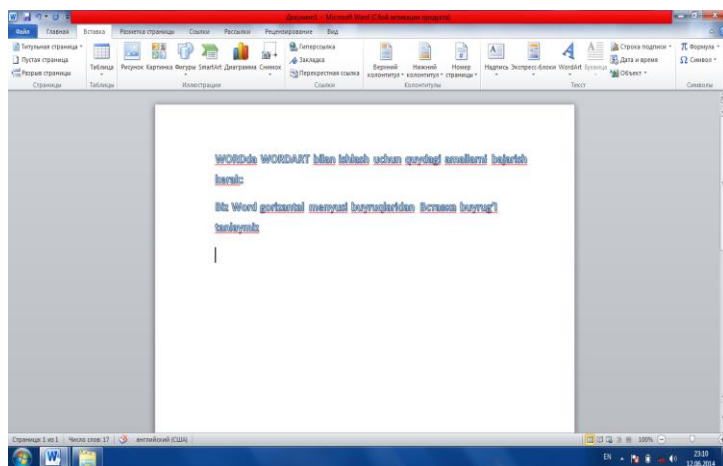 Документ1 - Microsoft Word (Сбой активации продукта)
Файл Главная Вставка Разметка страницы Ссылки Рассылки Рецензирование Вид
Титульная страница
Пустая страница
Разрыв страницы
Страницы
Таблица
Таблицы
Рисунок Картинка Фигуры SmartArt Диаграмма Снимок
Иллюстрации
Гиперссылка
Закладка
Перекрестная ссылка
Ссылки
Верхний колонтитул
Нижний колонтитул
Номер страницы
Колонтитулы
Надпись Экспресс-блоки WordArt Буквица
Строка подписи
Дата и время
Объект
Текст
Формула
Символ
Символы
WORDda WORDART bilan ishlash uchun quydagi amallarni bajarish
kerak:
Biz Word gorizantal menyusi buyruqlaridan Вставка buyrug'i
tanlaymiz
Страница: 1 из 1 Число слов: 17 английский (США) 100%
EN 23:10
12.06.2014